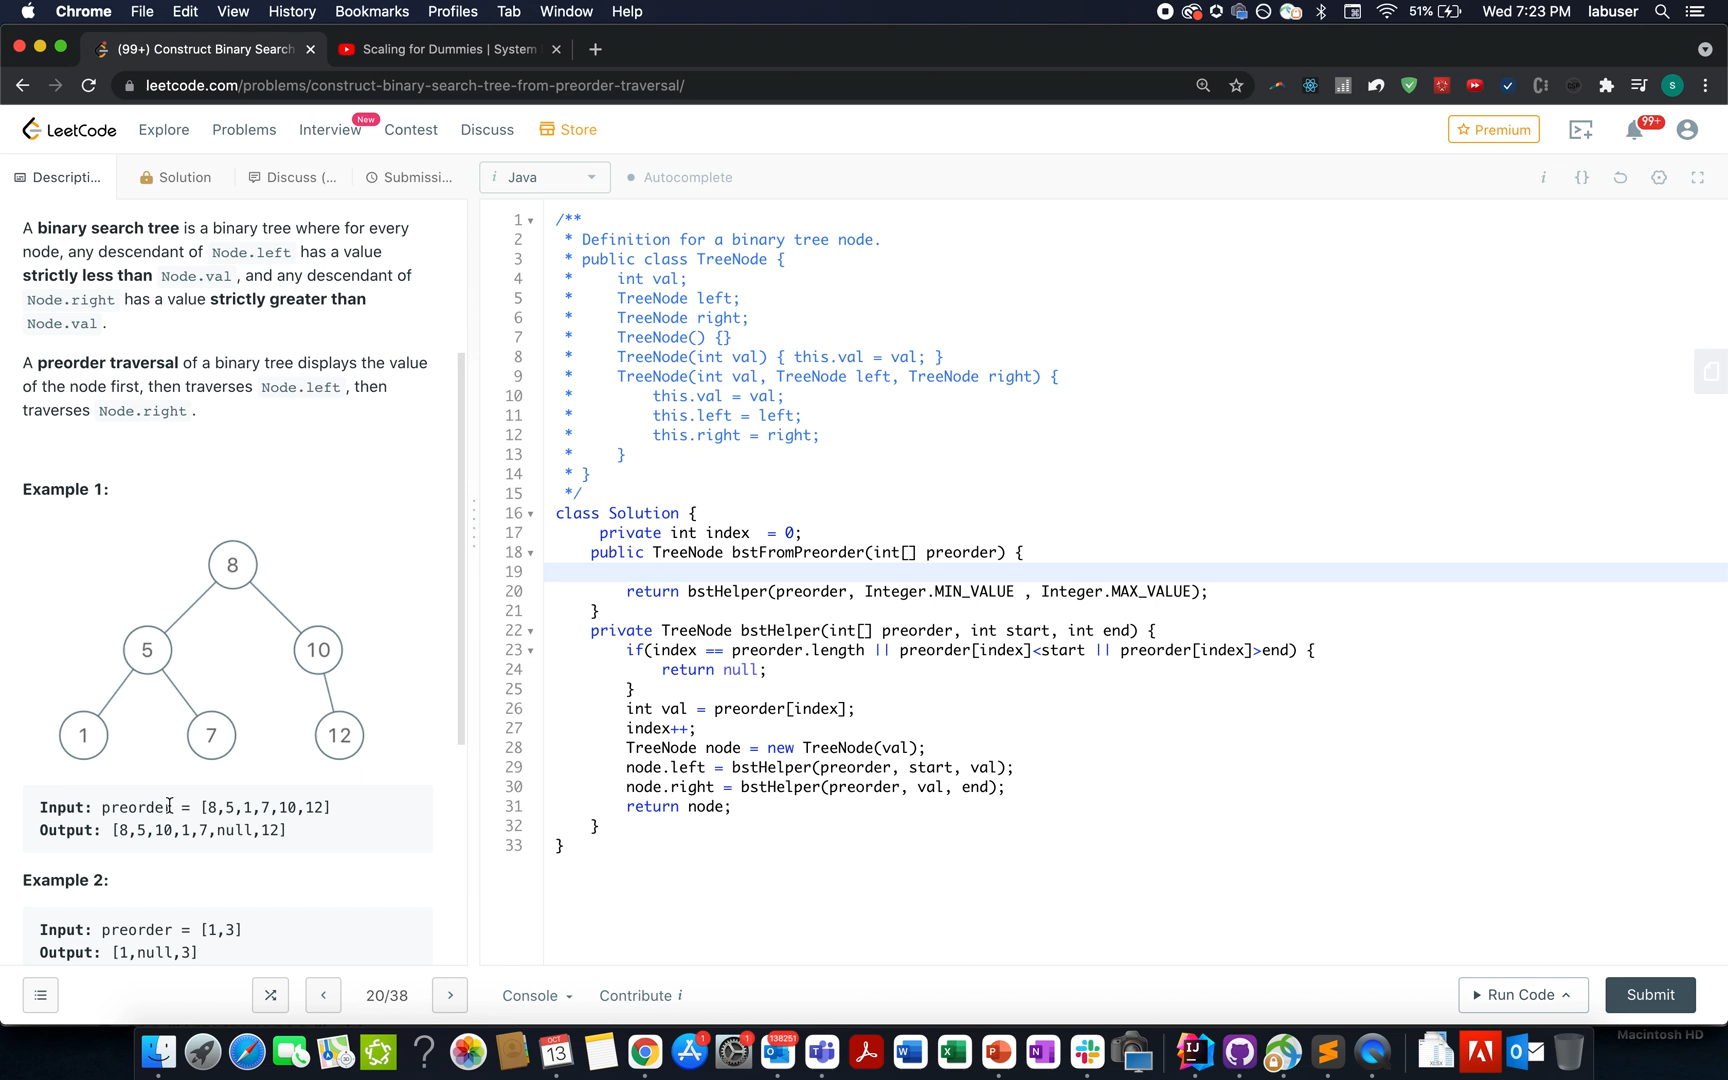 Chrome File Edit View History Bookmarks Profiles Tab Window Help 51% Wed 7:23 PM labuser
(99+) Construct Binary Search Scaling for Dummies | System
leetcode.com/problems/construct-binary-search-tree-from-preorder-traversal/
LeetCode Explore Problems Interview New Contest Discuss Store Premium 99+
Descripti... Solution Discuss (... Submissi... i Java Autocomplete
A binary search tree is a binary tree where for every
node, any descendant of Node.left has a value
strictly less than Node.val, and any descendant of
Node.right has a value strictly greater than
Node.val.
A preorder traversal of a binary tree displays the value
of the node first, then traverses Node.left, then
traverses Node.right.
Example 1:
8
5 10
1 7 12
Input: preorder = [8,5,1,7,10,12]
Output: [8,5,10,1,7,null,12]
Example 2:
Input: preorder = [1,3]
Output: [1,null,3]
1 /**
2 * Definition for a binary tree node.
3 * public class TreeNode {
4 * int val;
5 * TreeNode left;
6 * TreeNode right;
7 * TreeNode() {}
8 * TreeNode(int val) { this.val = val; }
9 * TreeNode(int val, TreeNode left, TreeNode right) {
10 * this.val = val;
11 * this.left = left;
12 * this.right = right;
13 * }
14 * }
15 */
16 class Solution {
17 private int index = 0;
18 public TreeNode bstFromPreorder(int[] preorder) {
19
20 return bstHelper(preorder, Integer.MIN_VALUE , Integer.MAX_VALUE);
21 }
22 private TreeNode bstHelper(int[] preorder, int start, int end) {
23 if(index == preorder.length || preorder[index]<start || preorder[index]>end) {
24 return null;
25 }
26 int val = preorder[index];
27 index++;
28 TreeNode node = new TreeNode(val);
29 node.left = bstHelper(preorder, start, val);
30 node.right = bstHelper(preorder, val, end);
31 return node;
32 }
33 }
20/38 Console Contribute i Run Code Submit
Macintosh HD
OCT 13 1 1 138251